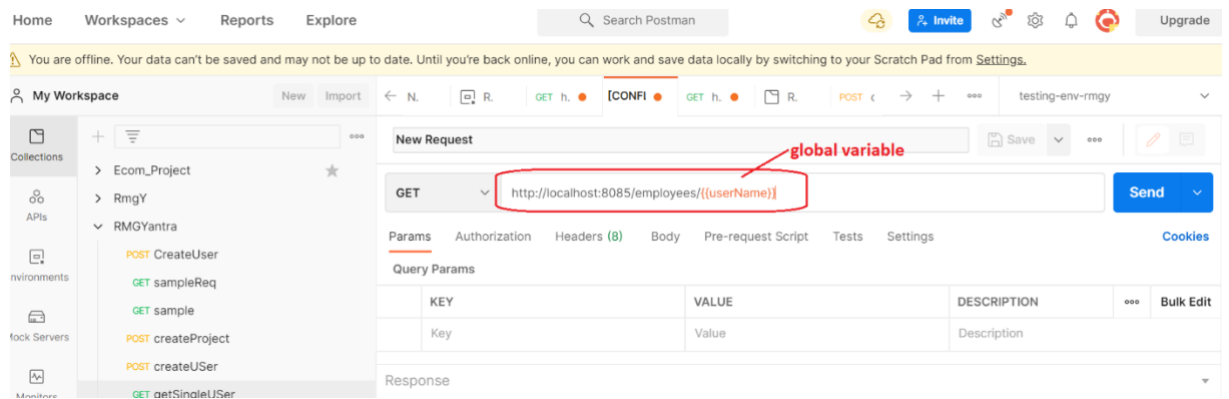 Home Workspaces Reports Explore Search Postman Invite Upgrade
You are offline. Your data can't be saved and may not be up to date. Until you're back online, you can work and save data locally by switching to your Scratch Pad from Settings.
My Workspace New Import N. R. GET h. [CONFL GET h. R. POST testing-env-rmgy
New Request Save
global variable
Collections
Ecom_Project
RmgY
GET http://localhost:8085/employees/{{userName}} Send
APIs
RMGYantra
Params Authorization Headers (8) Body Pre-request Script Tests Settings Cookies
POST CreateUser
nvironments
Query Params
GET sampleReq
KEY VALUE DESCRIPTION Bulk Edit
GET sample
Mock Servers
POST createProject
Key Value Description
POST createUSer
Response
Monitors
GET getSingleUSer